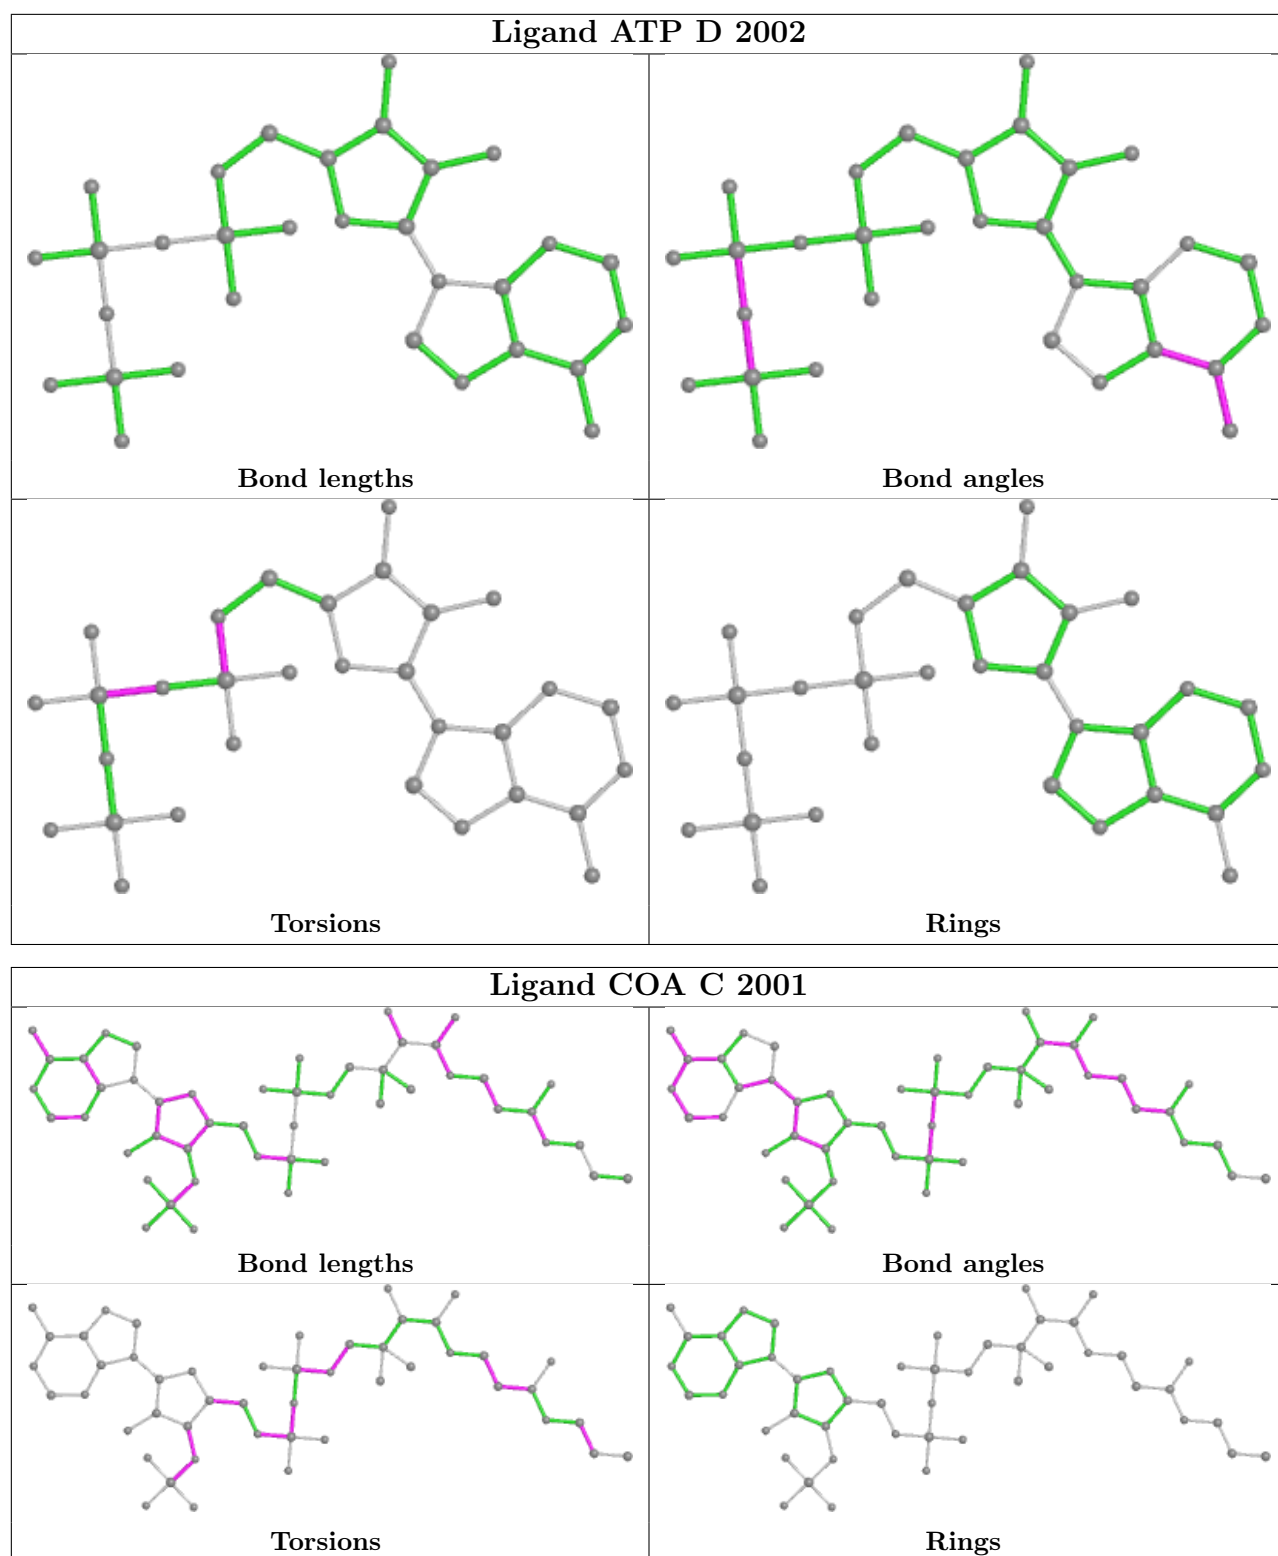 Ligand ATP D 2002
Bond lengths
Bond angles
Torsions
Rings
Ligand COA C 2001
Bond lengths
Bond angles
Torsions
Rings